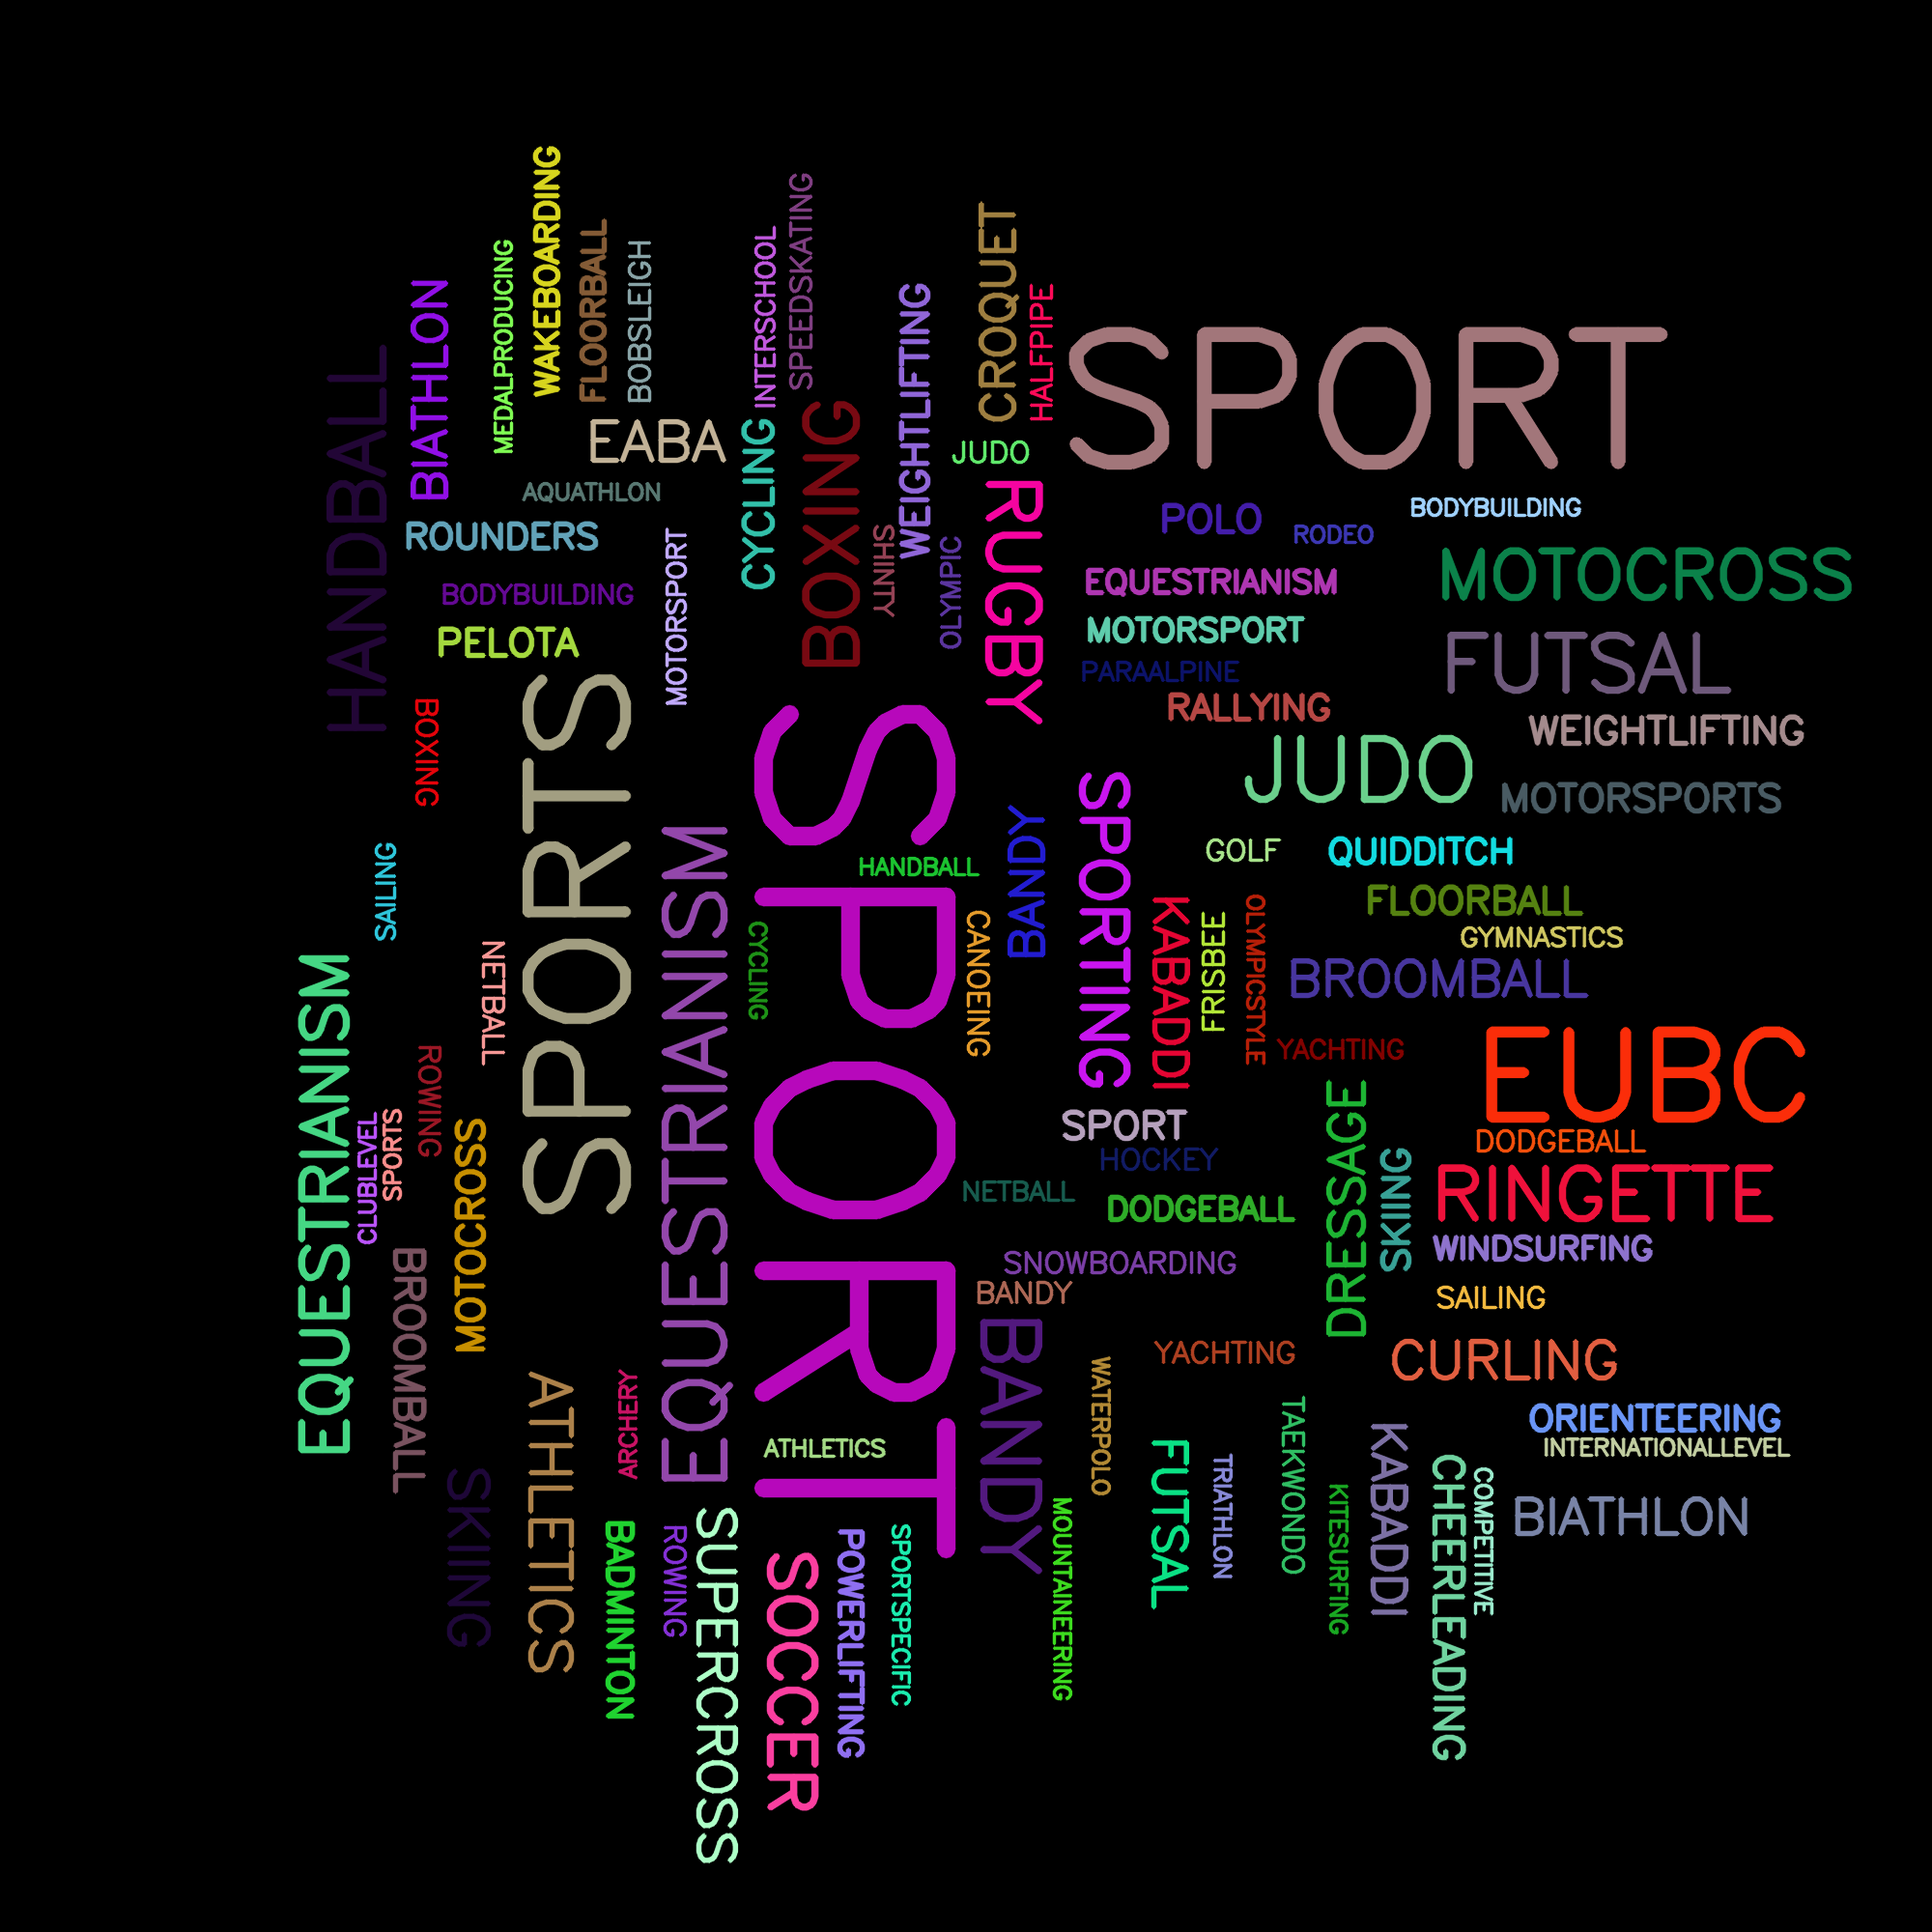 WAKEBOARDING
SPEEDSKATING
CROQUET
FLOORBALL
INTERSCHOOL
MEDALPRODUCING
BOBSLEIGH
BIATHLON
WEIGHTLIFTING
HALFPIPE
SPORT
HANDBALL
BOXING
EABA
CYCLING
JUDO
AQUATHLON
RUGBY
BODYBUILDING
POLO
RODEO
ROUNDERS
MOTORSPORT
SHINTY
OLYMPIC
MOTOCROSS
EQUESTRIANISM
BODYBUILDING
MOTORSPORT
PELOTA
FUTSAL
PARAALPINE
SPORTS
BOXING
RALLYING
SPORT
WEIGHTLIFTING
JUDO
SPORTING
MOTORSPORTS
BANDY
EQUESTRIANISM
SAILING
GOLF
QUIDDITCH
HANDBALL
FLOORBALL
KABADDI
OLYMPICSTYLE
FRISBEE
CANOEING
CYCLING
GYMNASTICS
NETBALL
EQUESTRIANISM
BROOMBALL
EUBC
YACHTING
ROWING
DRESSAGE
SPORTS
CLUBLEVEL
SPORT
MOTOCROSS
DODGEBALL
HOCKEY
SKIING
RINGETTE
NETBALL
DODGEBALL
WINDSURFING
BROOMBALL
SNOWBOARDING
BANDY
SAILING
BANDY
YACHTING
CURLING
WATERPOLO
ATHLETICS
ARCHERY
TAEKWONDO
ORIENTEERING
KABADDI
ATHLETICS
INTERNATIONALLEVEL
FUTSAL
TRIATHLON
CHEERLEADING
SKIING
COMPETITIVE
KITESURFING
BIATHLON
MOUNTAINEERING
SUPERCROSS
BADMINTON
ROWING
SPORTSPECIFIC
POWERLIFTING
SOCCER